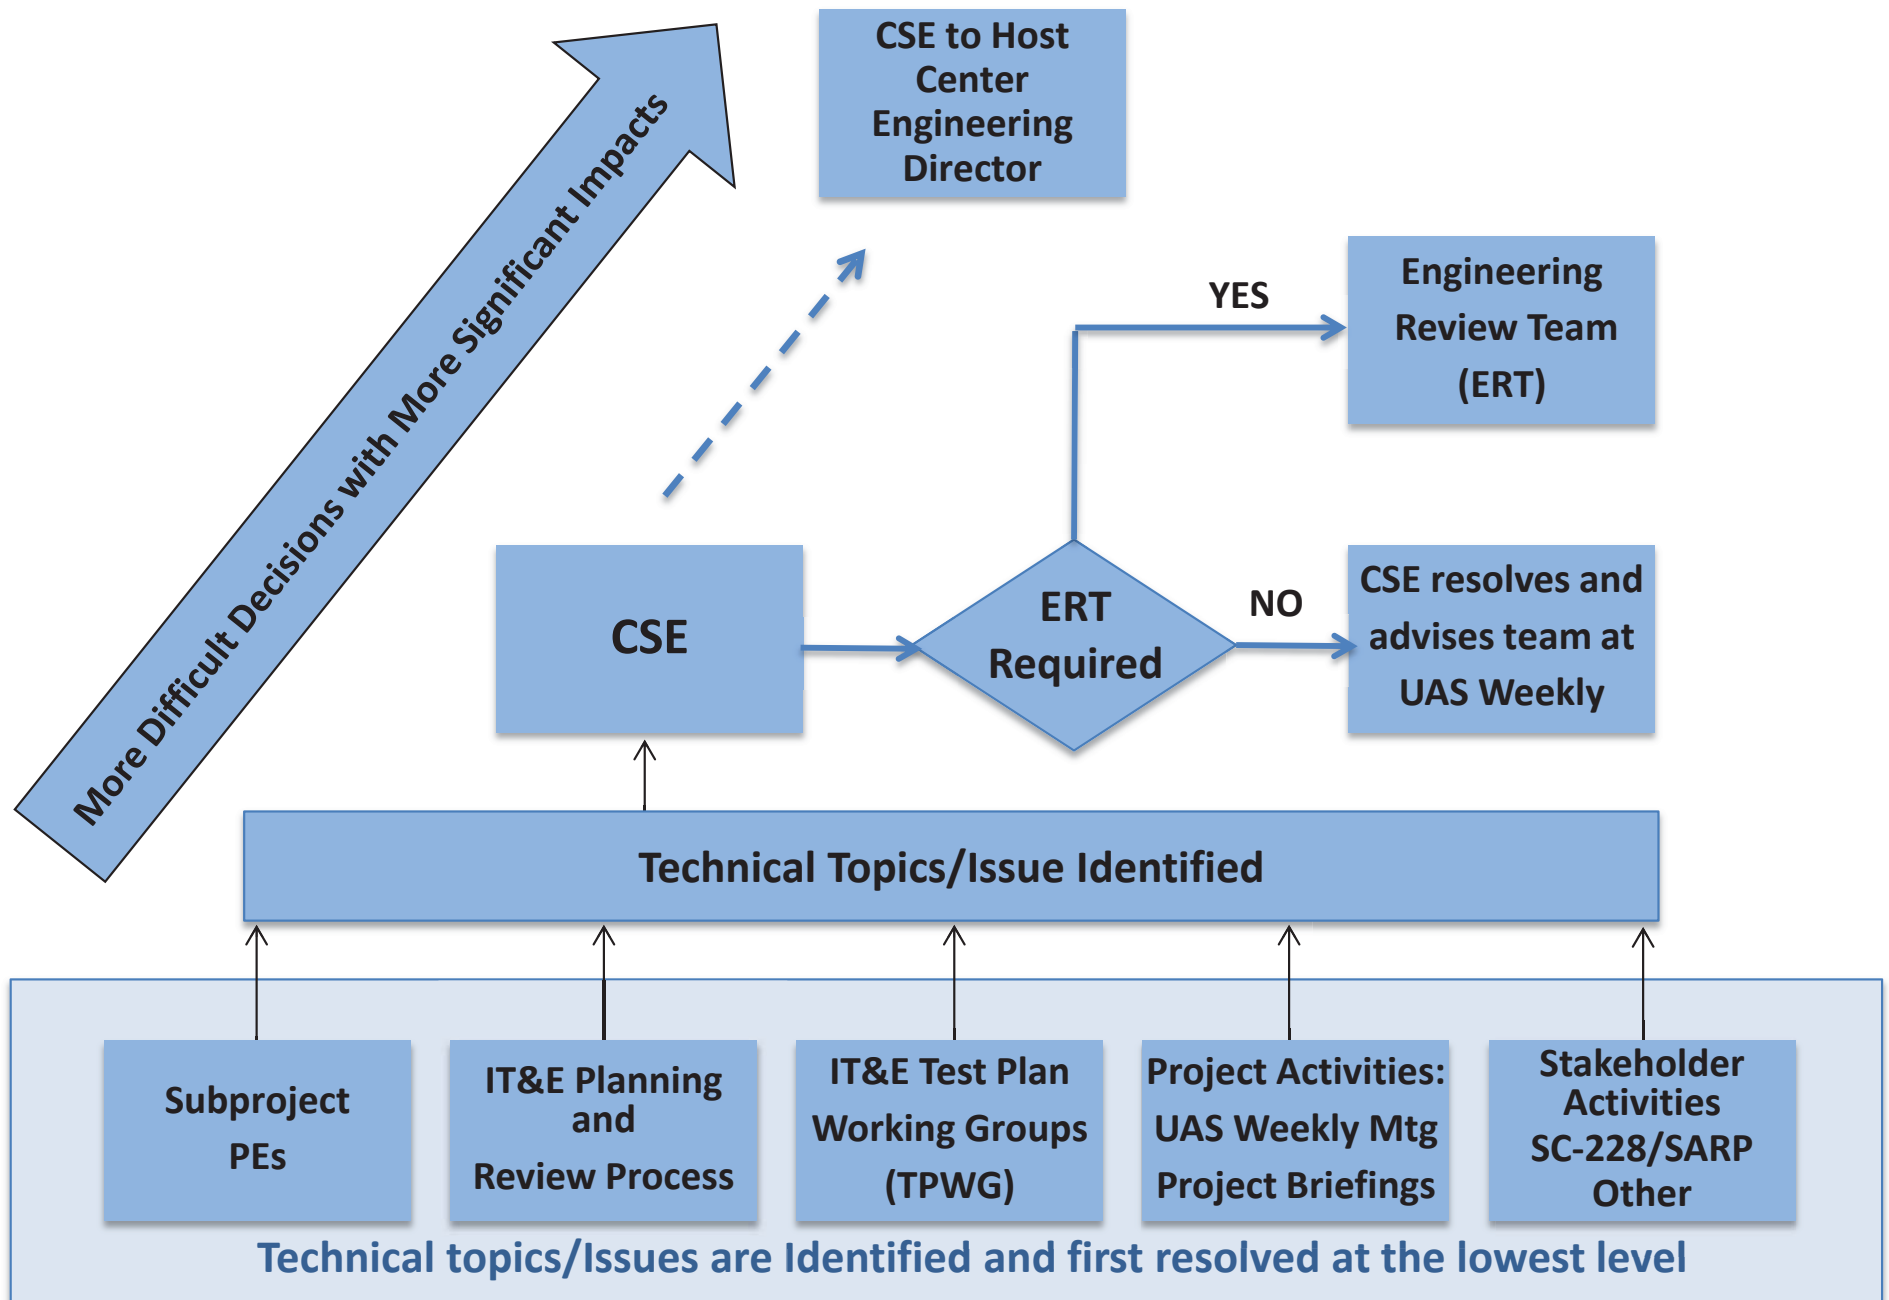 CSE to Host
Center
Engineering
Director
More Difficult Decisions with More Significant Impacts
YES
Engineering
Review Team
(ERT)
CSE
ERT
Required
NO
CSE resolves and
advises team at
UAS Weekly
Technical Topics/Issue Identified
Subproject
PEs
IT&E Planning
and
Review Process
IT&E Test Plan
Working Groups
(TPWG)
Project Activities:
UAS Weekly Mtg
Project Briefings
Stakeholder
Activities
SC-228/SARP
Other
Technical topics/Issues are Identified and first resolved at the lowest level